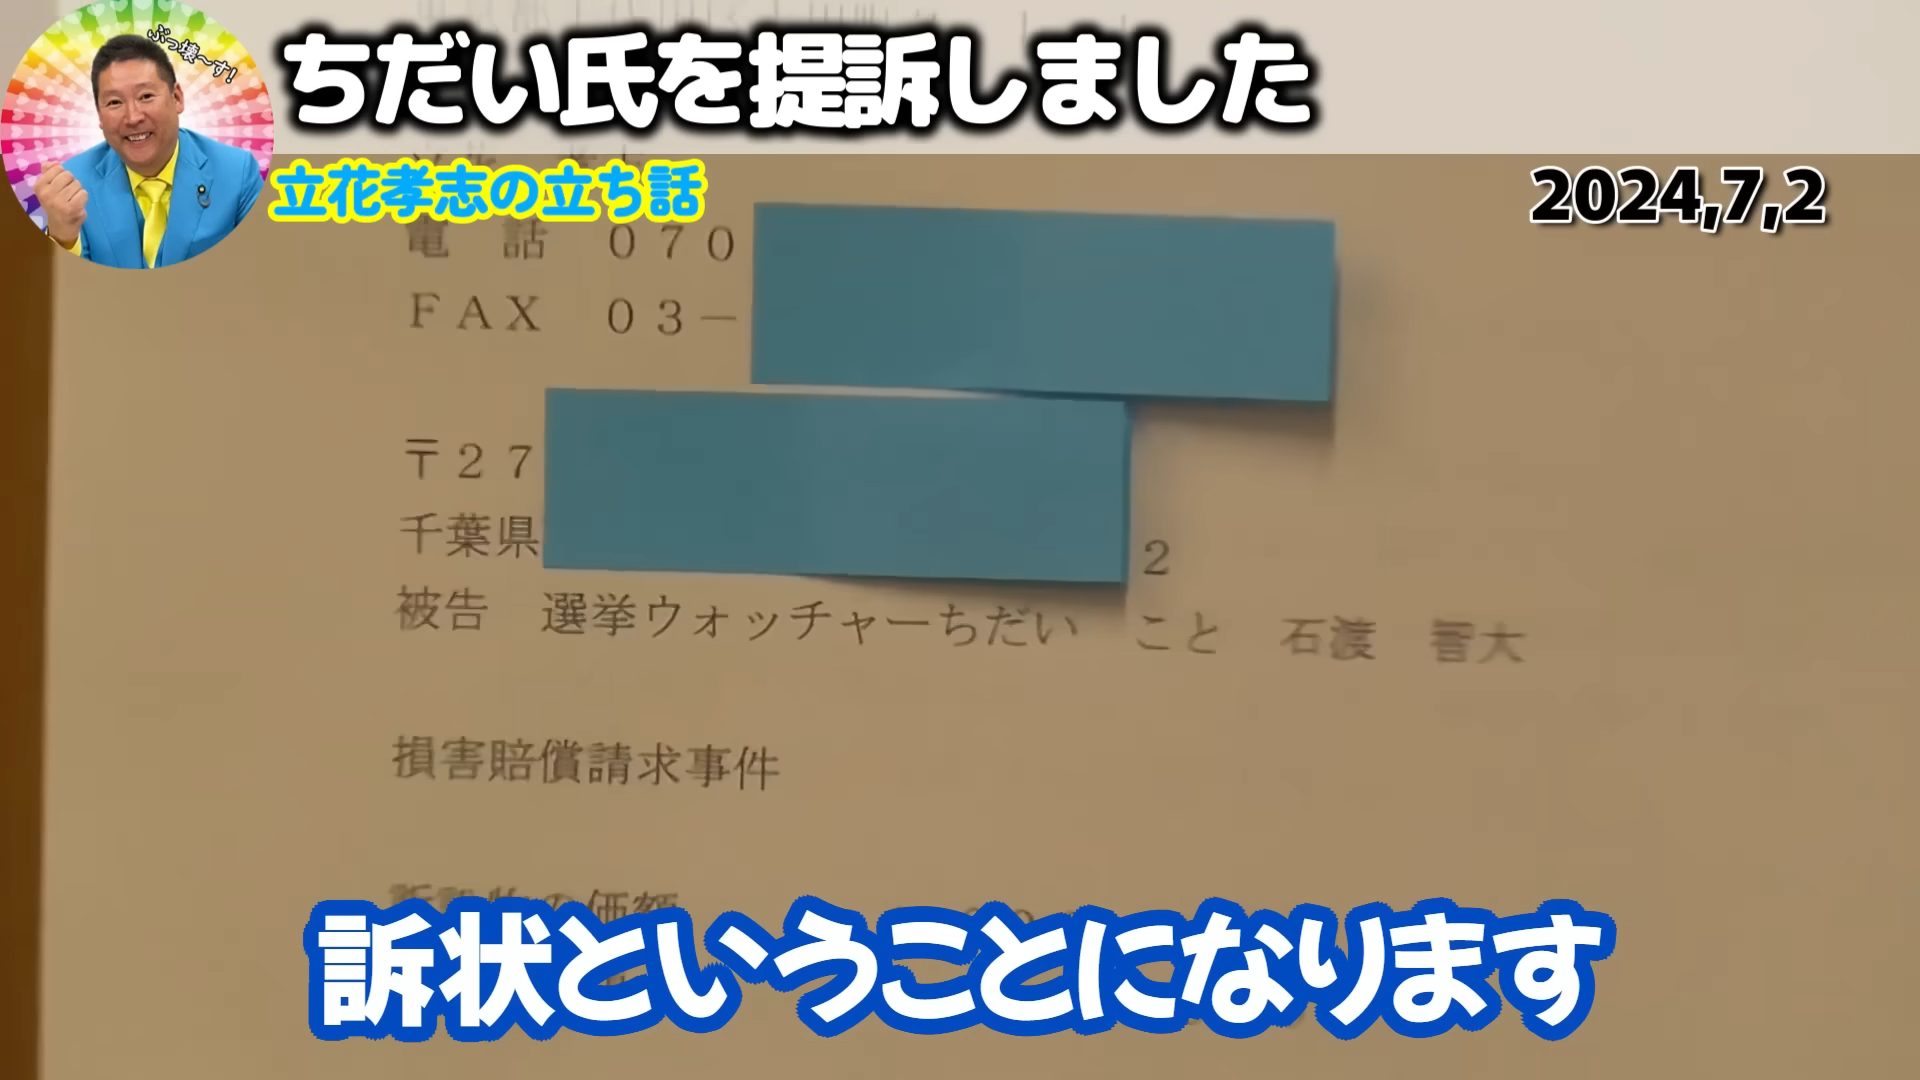 ぶっ壊〜す!
ちだい氏を提訴しました
立花孝志の立ち話
2024,7,2
電 話 070
FAX 03-
〒27
千葉県
2
被告 選挙ウォッチャーちだい こと 石渡 智大
損害賠償請求事件
の価額
訴状ということになります